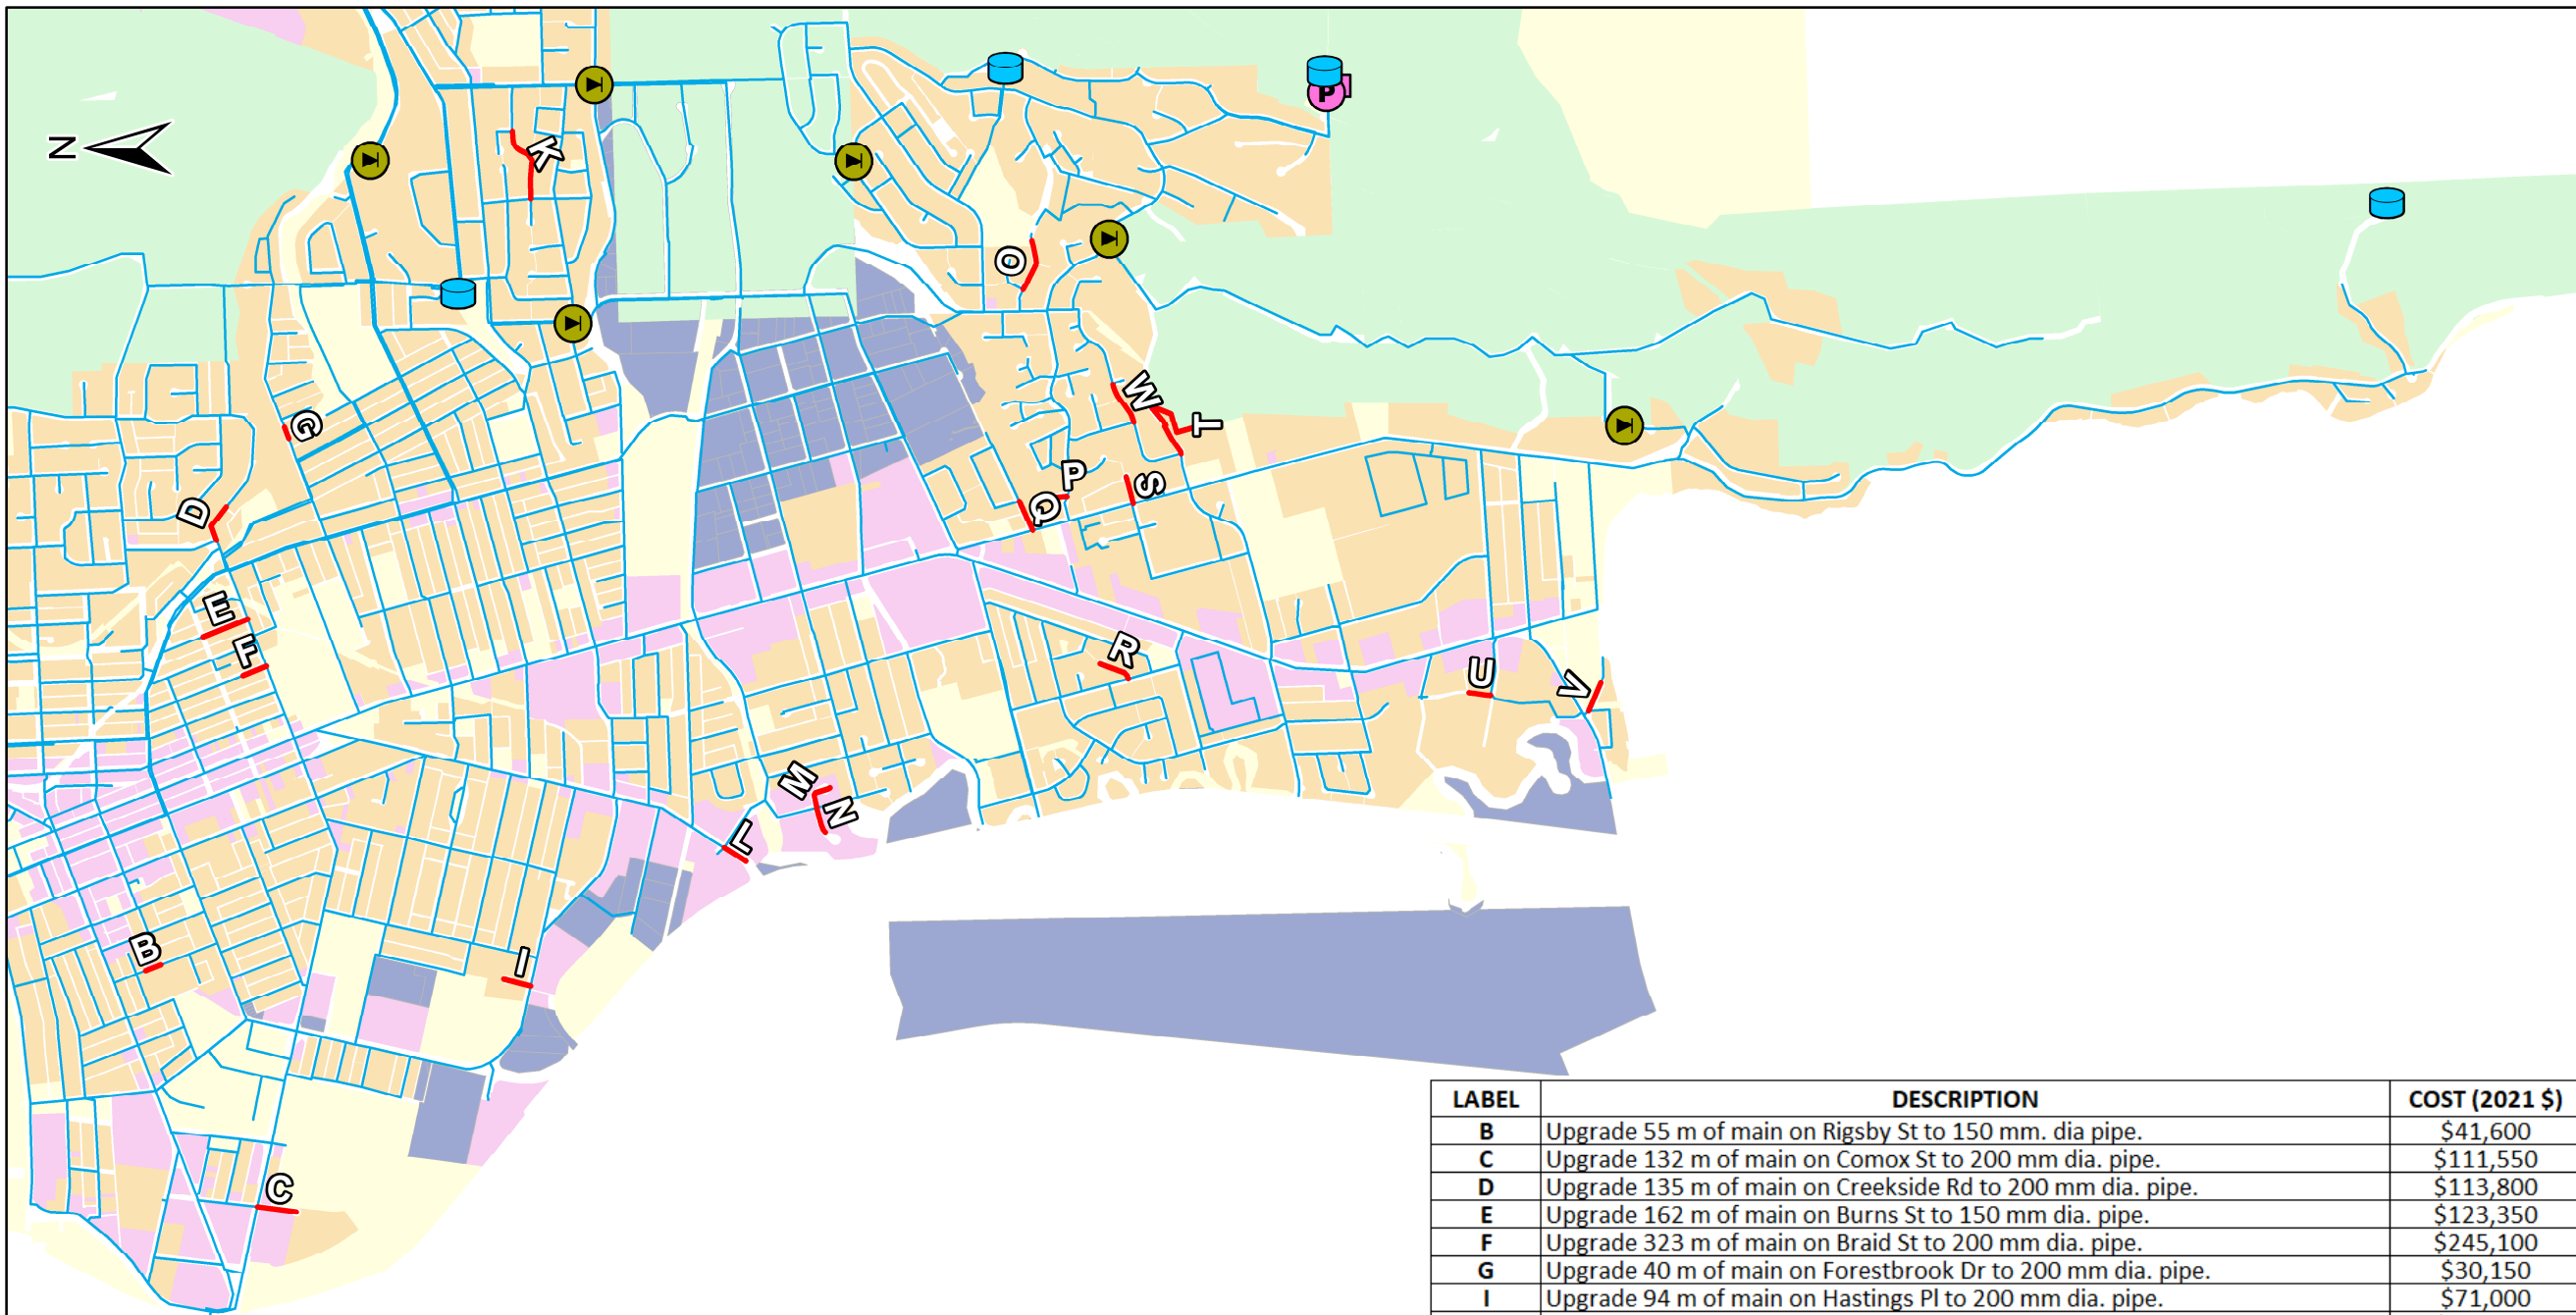 P
N
K
O
G
W
T
P
S
Q
D
E
F
R
U
V
M
N
L
B
I
C
LABEL DESCRIPTION COST (2021 $)
B Upgrade 55 m of main on Rigsby St to 150 mm. dia pipe. $41,600
C Upgrade 132 m of main on Comox St to 200 mm dia. pipe. $111,550
D Upgrade 135 m of main on Creekside Rd to 200 mm dia. pipe. $113,800
E Upgrade 162 m of main on Burns St to 150 mm dia. pipe. $123,350
F Upgrade 323 m of main on Braid St to 200 mm dia. pipe. $245,100
G Upgrade 40 m of main on Forestbrook Dr to 200 mm dia. pipe. $30,150
I Upgrade 94 m of main on Hastings Pl to 200 mm dia. pipe. $71,000